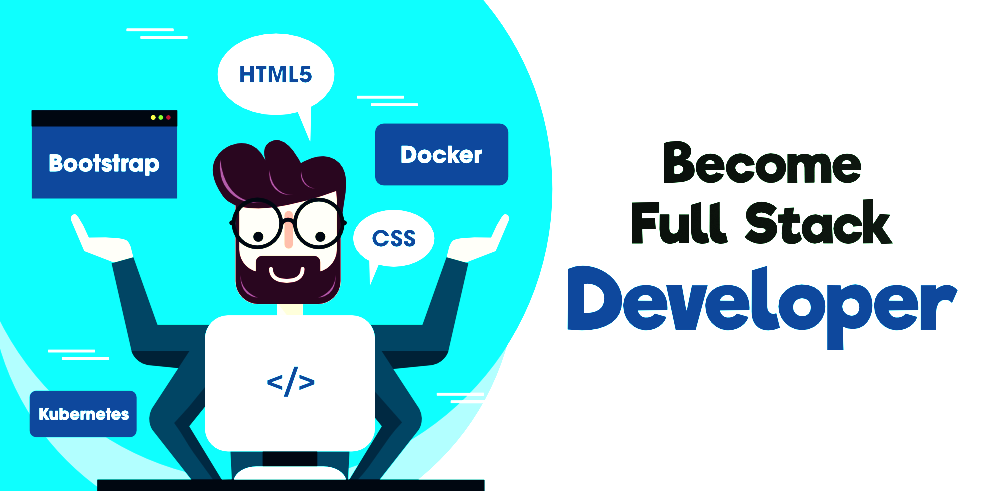 HTML5
Bootstrap
Docker
CSS
</>
Kubernetes
Become
Full Stack
Developer